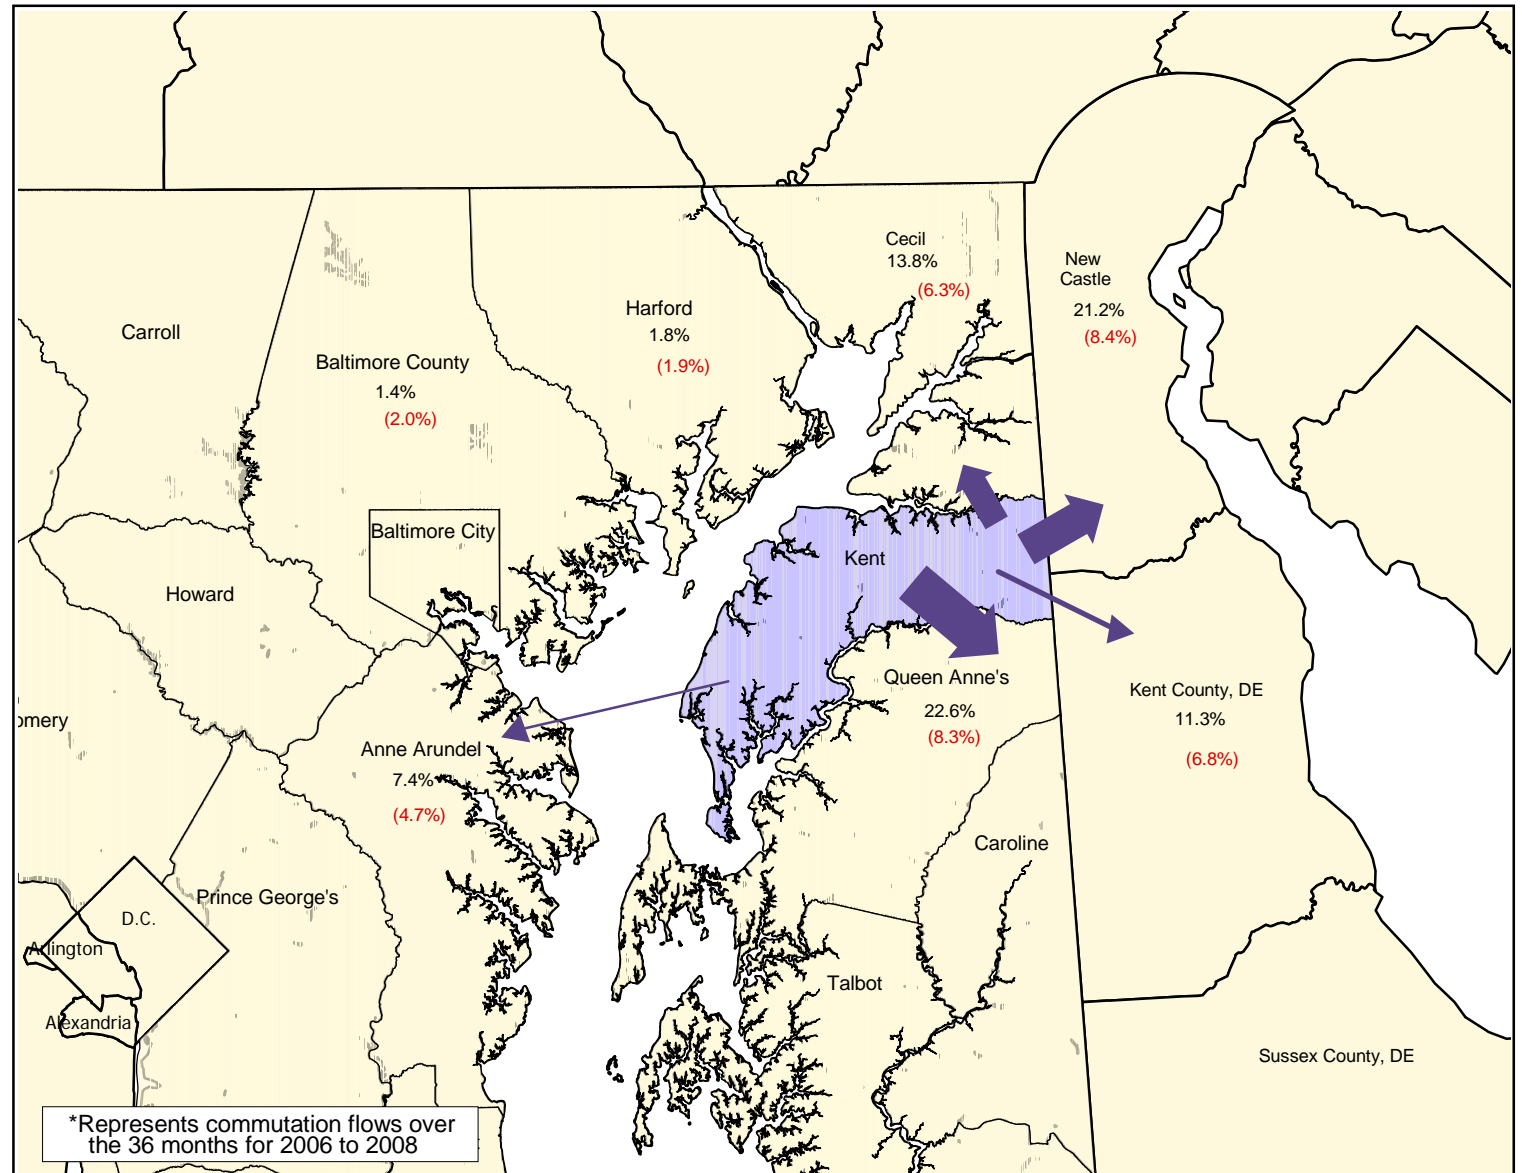 Cecil
13.8%
(6.3%)
New
Castle
21.2%
(8.4%)
Harford
1.8%
(1.9%)
Carroll
Baltimore County
1.4%
(2.0%)
Baltimore City
Kent
Howard
Queen Anne's
22.6%
(8.3%)
Kent County, DE
11.3%
(6.8%)
omery
Anne Arundel
7.4%
(4.7%)
Caroline
Prince George's
D.C.
Arlington
Talbot
Alexandria
Sussex County, DE
*Represents commutation flows over
the 36 months for 2006 to 2008